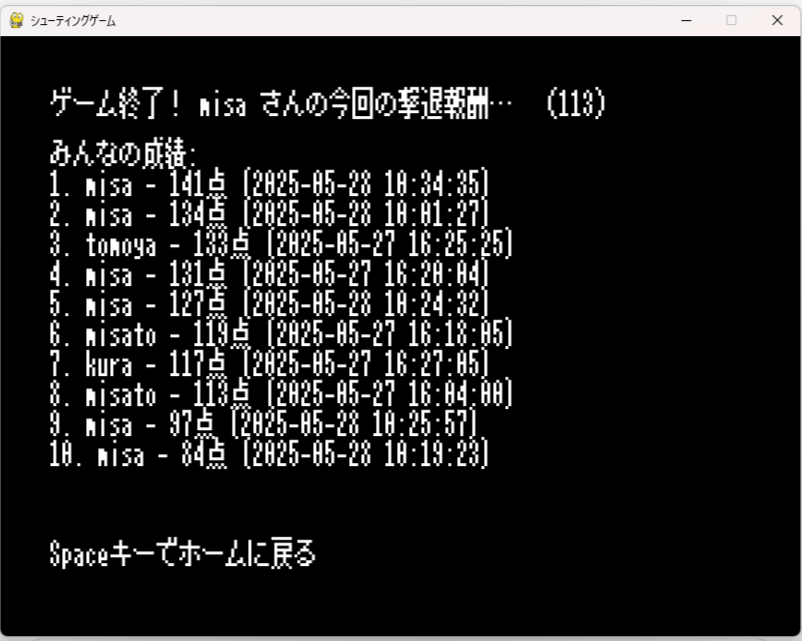 シューティングゲーム
ゲーム終了! misa さんの今回の撃退報酬… (113)
みんなの成績:
1. misa - 141点 (2025-05-28 10:34:35)
2. misa - 134点 (2025-05-28 10:01:27)
3. tomoya - 133点 (2025-05-27 16:25:25)
4. misa - 131点 (2025-05-27 16:20:04)
5. misa - 127点 (2025-05-28 10:24:32)
6. misato - 119点 (2025-05-27 16:18:05)
7. kura - 117点 (2025-05-27 16:27:05)
8. misato - 113点 (2025-05-27 16:04:00)
9. misa - 97点 (2025-05-28 10:25:57)
10. misa - 84点 (2025-05-28 10:19:23)
Spaceキーでホームに戻る